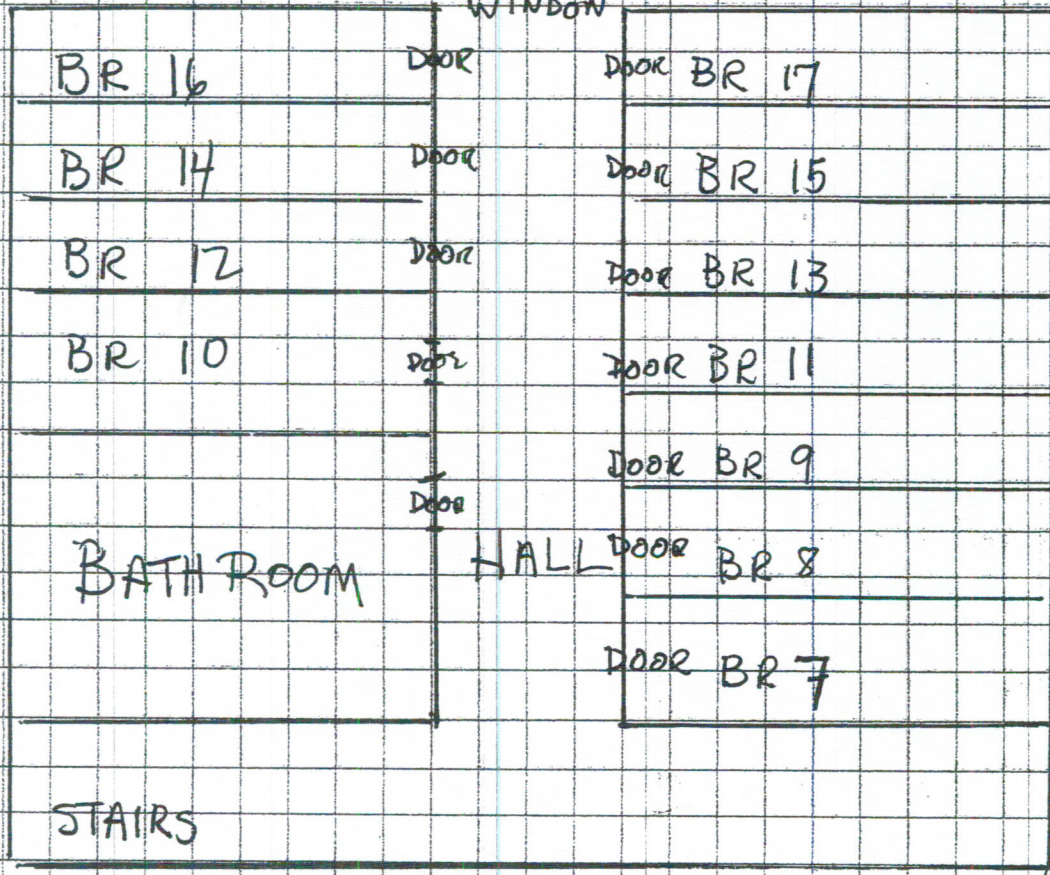 WINDOW
BR 16 DOOR DOOR BR 17
BR 14 DOOR DOOR BR 15
BR 12 DOOR DOOR BR 13
BR 10 DOOR DOOR BR 11
DOOR BR 9
DOOR
BATHROOM HALL DOOR BR 8
DOOR BR 7
STAIRS